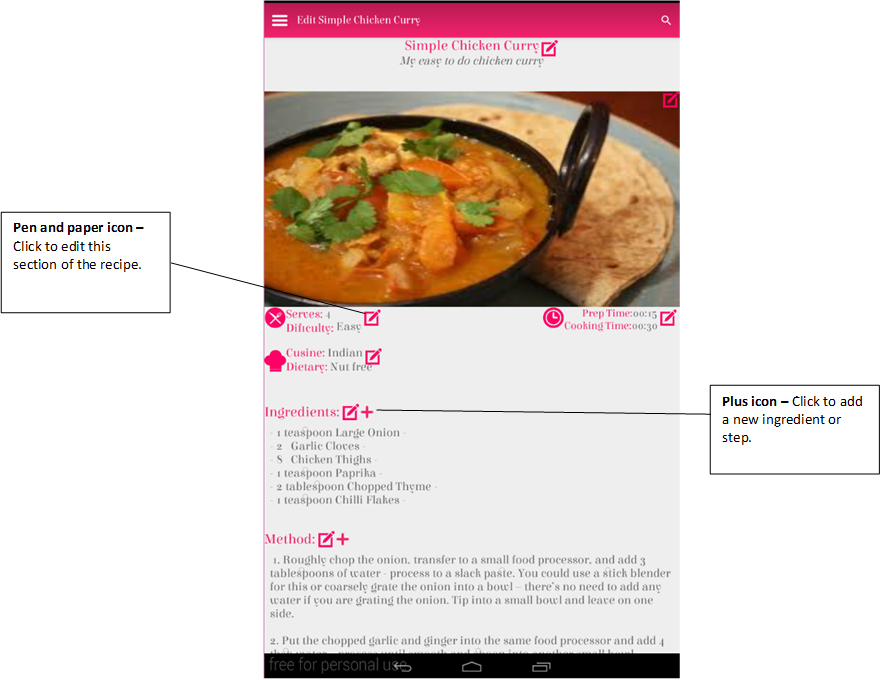 Edit Simple Chicken Curry
Simple Chicken Curry
My easy to do chicken curry
Pen and paper icon –
Click to edit this
section of the recipe.
Serves: 4
Dificulty: Easy
Prep Time:00:15
Cooking Time:00:30
Cusine: Indian
Dietary: Nut free
Plus icon – Click to add
a new ingredient or
step.
Ingredients:
- 1 teaspoon Large Onion -
- 2 Garlic Cloves -
- 8 Chicken Thighs -
- 1 teaspoon Paprika -
- 2 tablespoon Chopped Thyme -
- 1 teaspoon Chilli Flakes -
Method:
1. Roughly chop the onion, transfer to a small food processor, and add 3
tablespoons of water - process to a slack paste. You could use a stick blender
for this or coarsely grate the onion into a bowl – there's no need to add any
water if you are grating the onion. Tip into a small bowl and leave on one
side.
2. Put the chopped garlic and ginger into the same food processor and add 4
free for personal use